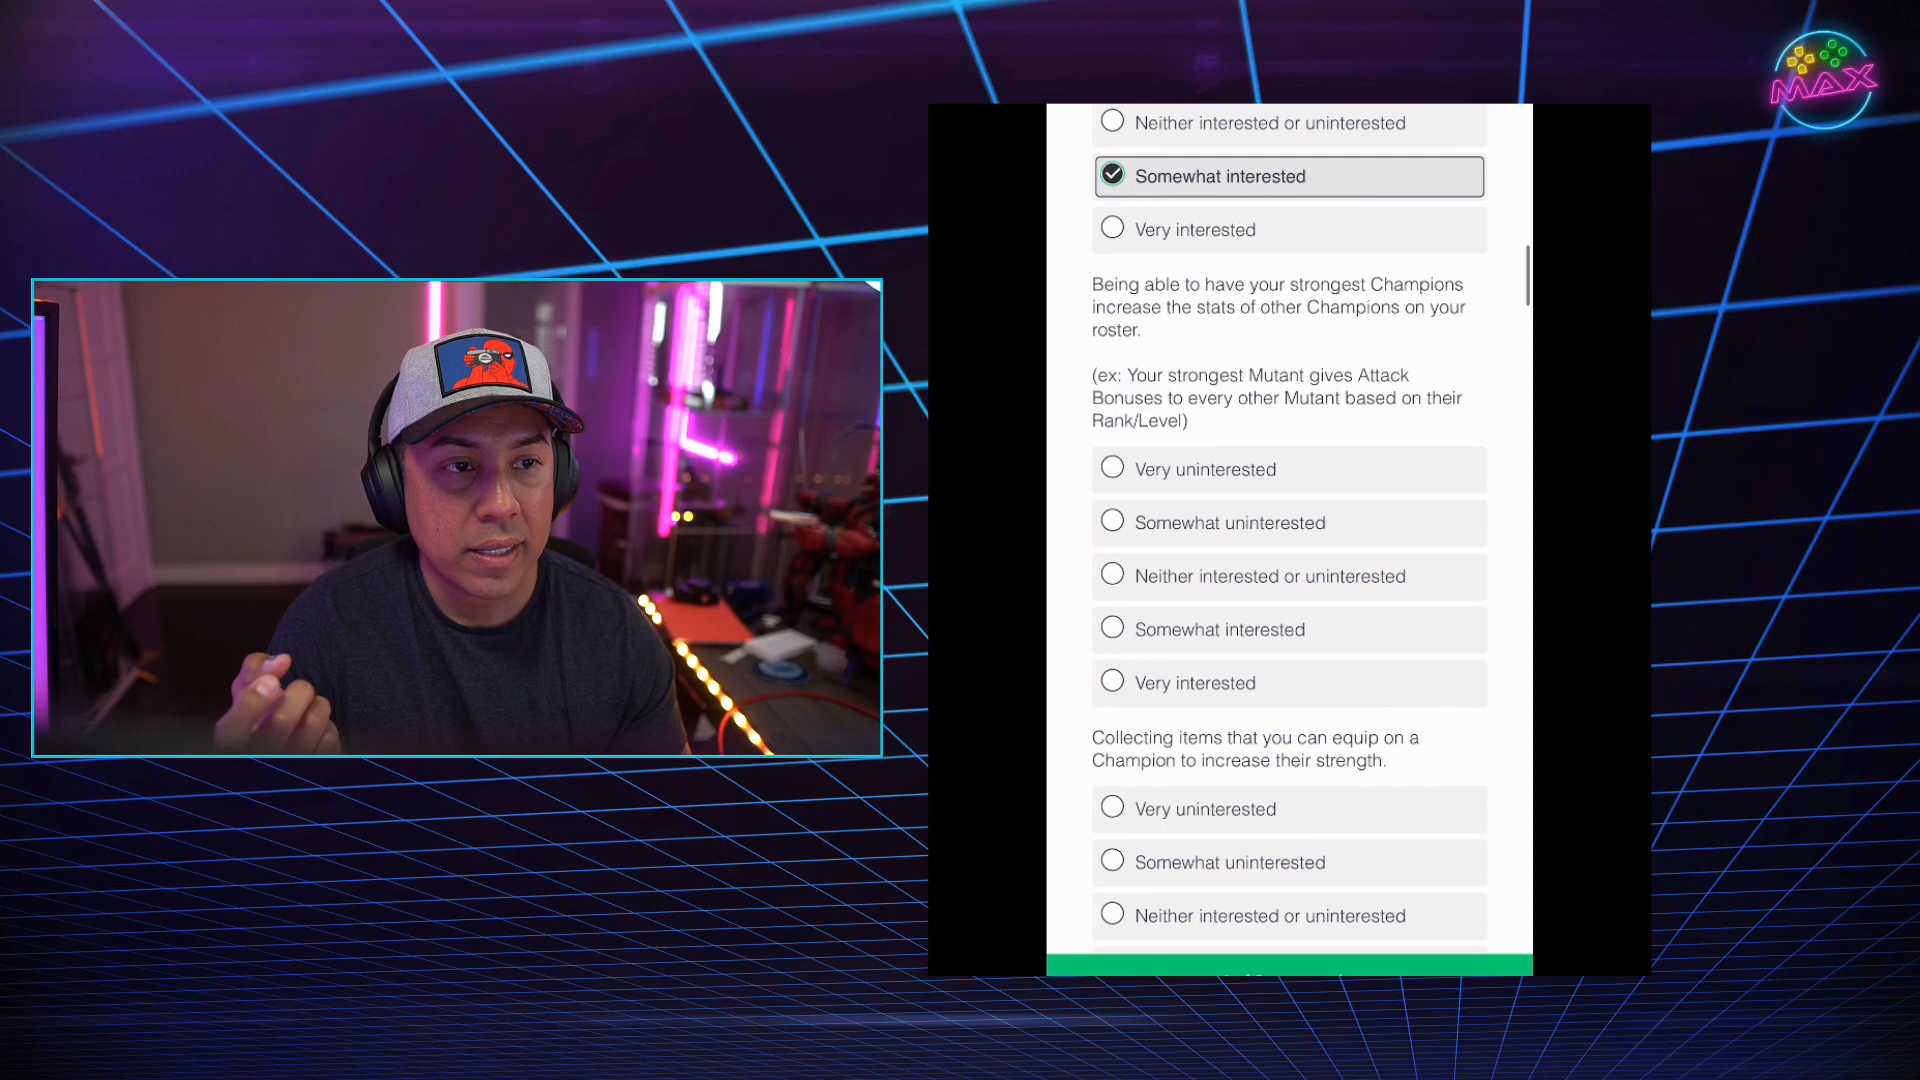 MAX
Neither interested or uninterested
Somewhat interested
Very interested
Being able to have your strongest Champions
increase the stats of other Champions on your
roster.
(ex: Your strongest Mutant gives Attack
Bonuses to every other Mutant based on their
Rank/Level)
Very uninterested
Somewhat uninterested
Neither interested or uninterested
Somewhat interested
Very interested
Collecting items that you can equip on a
Champion to increase their strength.
Very uninterested
Somewhat uninterested
Neither interested or uninterested